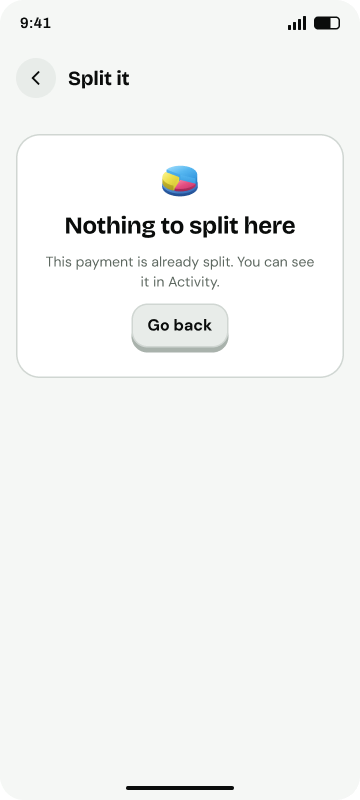 9:41
Split it
Nothing to split here
This payment is already split. You can see
it in Activity.
Go back